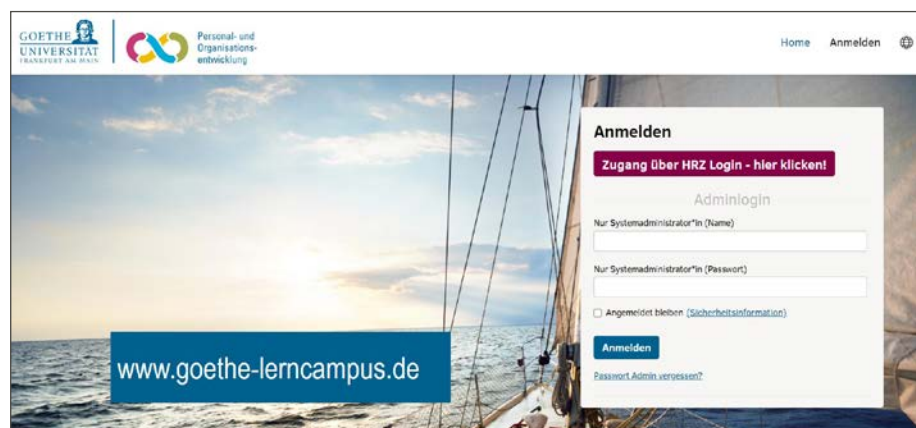 GOETHE
UNIVERSITÄT
FRANKFURT AM MAIN
Personal- und
Organisations-
entwicklung
Home Anmelden
Anmelden
Zugang über HRZ Login - hier klicken!
Adminlogin
Nur Systemadministrator*in (Name)
Nur Systemadministrator*in (Passwort)
Angemeldet bleiben (Sicherheitsinformation)
Anmelden
Passwort Admin vergessen?
www.goethe-lerncampus.de